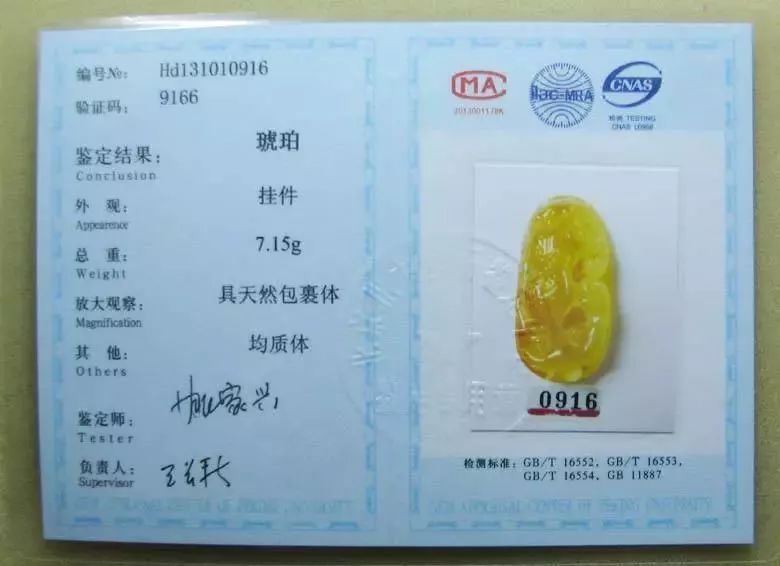 编号№: Hd131010916
验证码: 9166
鉴定结果: 琥珀
Conclusion
外 观: 挂件
Appearence
总 重: 7.15g
Weight
放大观察: 具天然包裹体
Magnification
其 他: 均质体
Others
鉴定师:
Tester
负责人:
Supervisor
MA
ilac-MRA
CNAS
TESTING
0916
检测标准: GB/T 16552, GB/T 16553,
GB/T 16554, GB 11887